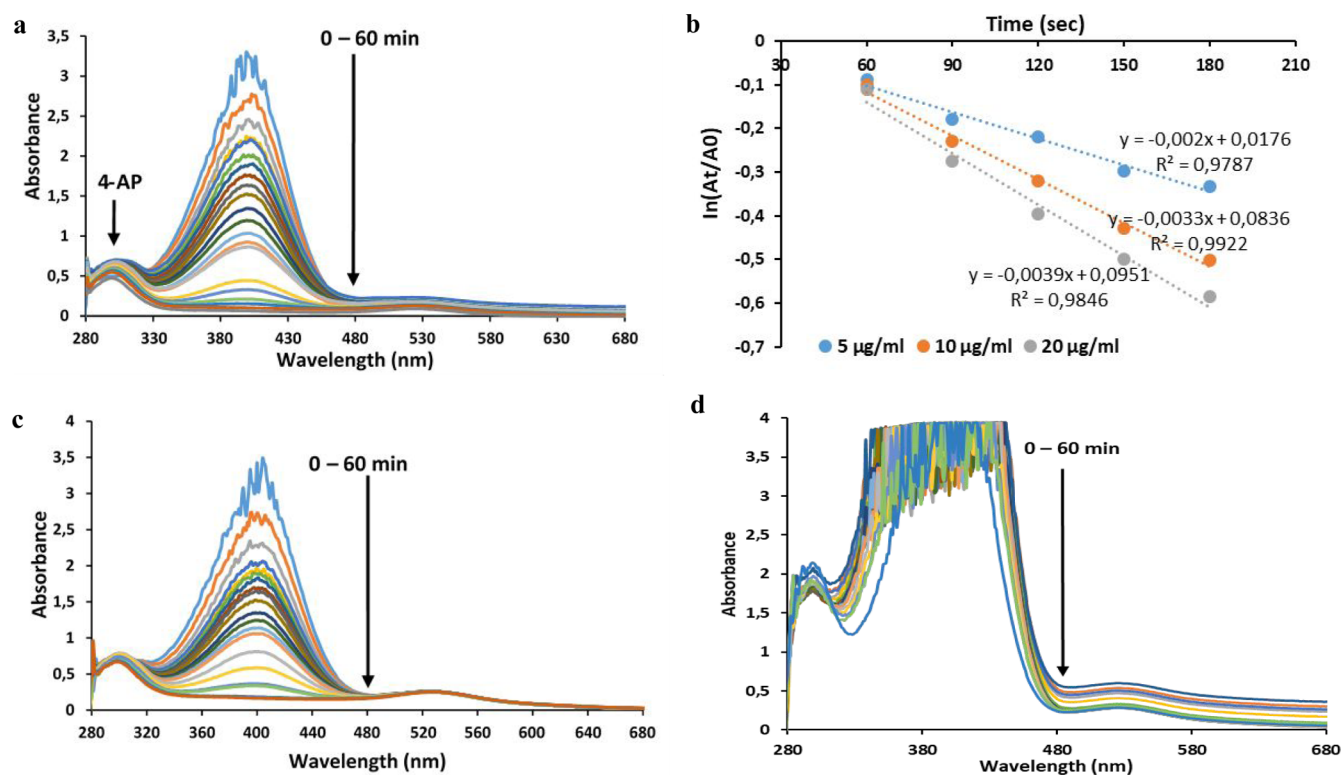 a
0 – 60 min
4-AP
Absorbance
3,5
3
2,5
2
1,5
1
0,5
0
280 330 380 430 480 530 580 630 680
Wavelength (nm)
b
Time (sec)
0
30 60 90 120 150 180 210
-0,1
-0,2
-0,3
-0,4
-0,5
-0,6
-0,7
ln(At/A0)
y = -0,002x + 0,0176
R² = 0,9787
y = -0,0033x + 0,0836
R² = 0,9922
y = -0,0039x + 0,0951
R² = 0,9846
5 µg/ml 10 µg/ml 20 µg/ml
c
0 – 60 min
Absorbance
4
3,5
3
2,5
2
1,5
1
0,5
0
280 320 360 400 440 480 520 560 600 640 680
Wavelength (nm)
d
0 – 60 min
Absorbance
4
3,5
3
2,5
2
1,5
1
0,5
0
280 380 480 580 680
Wavelength (nm)